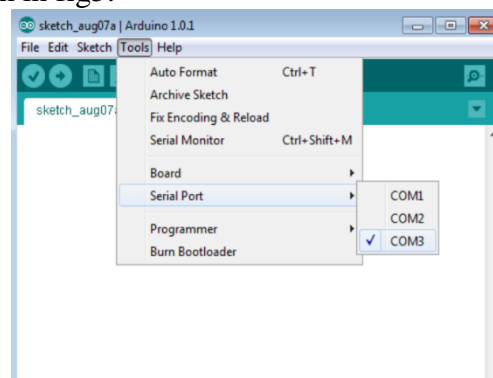 sketch_aug07a | Arduino 1.0.1
File Edit Sketch Tools Help
sketch_aug07
Auto Format Ctrl+T
Archive Sketch
Fix Encoding & Reload
Serial Monitor Ctrl+Shift+M
Board
Serial Port
Programmer
Burn Bootloader
COM1
COM2
COM3